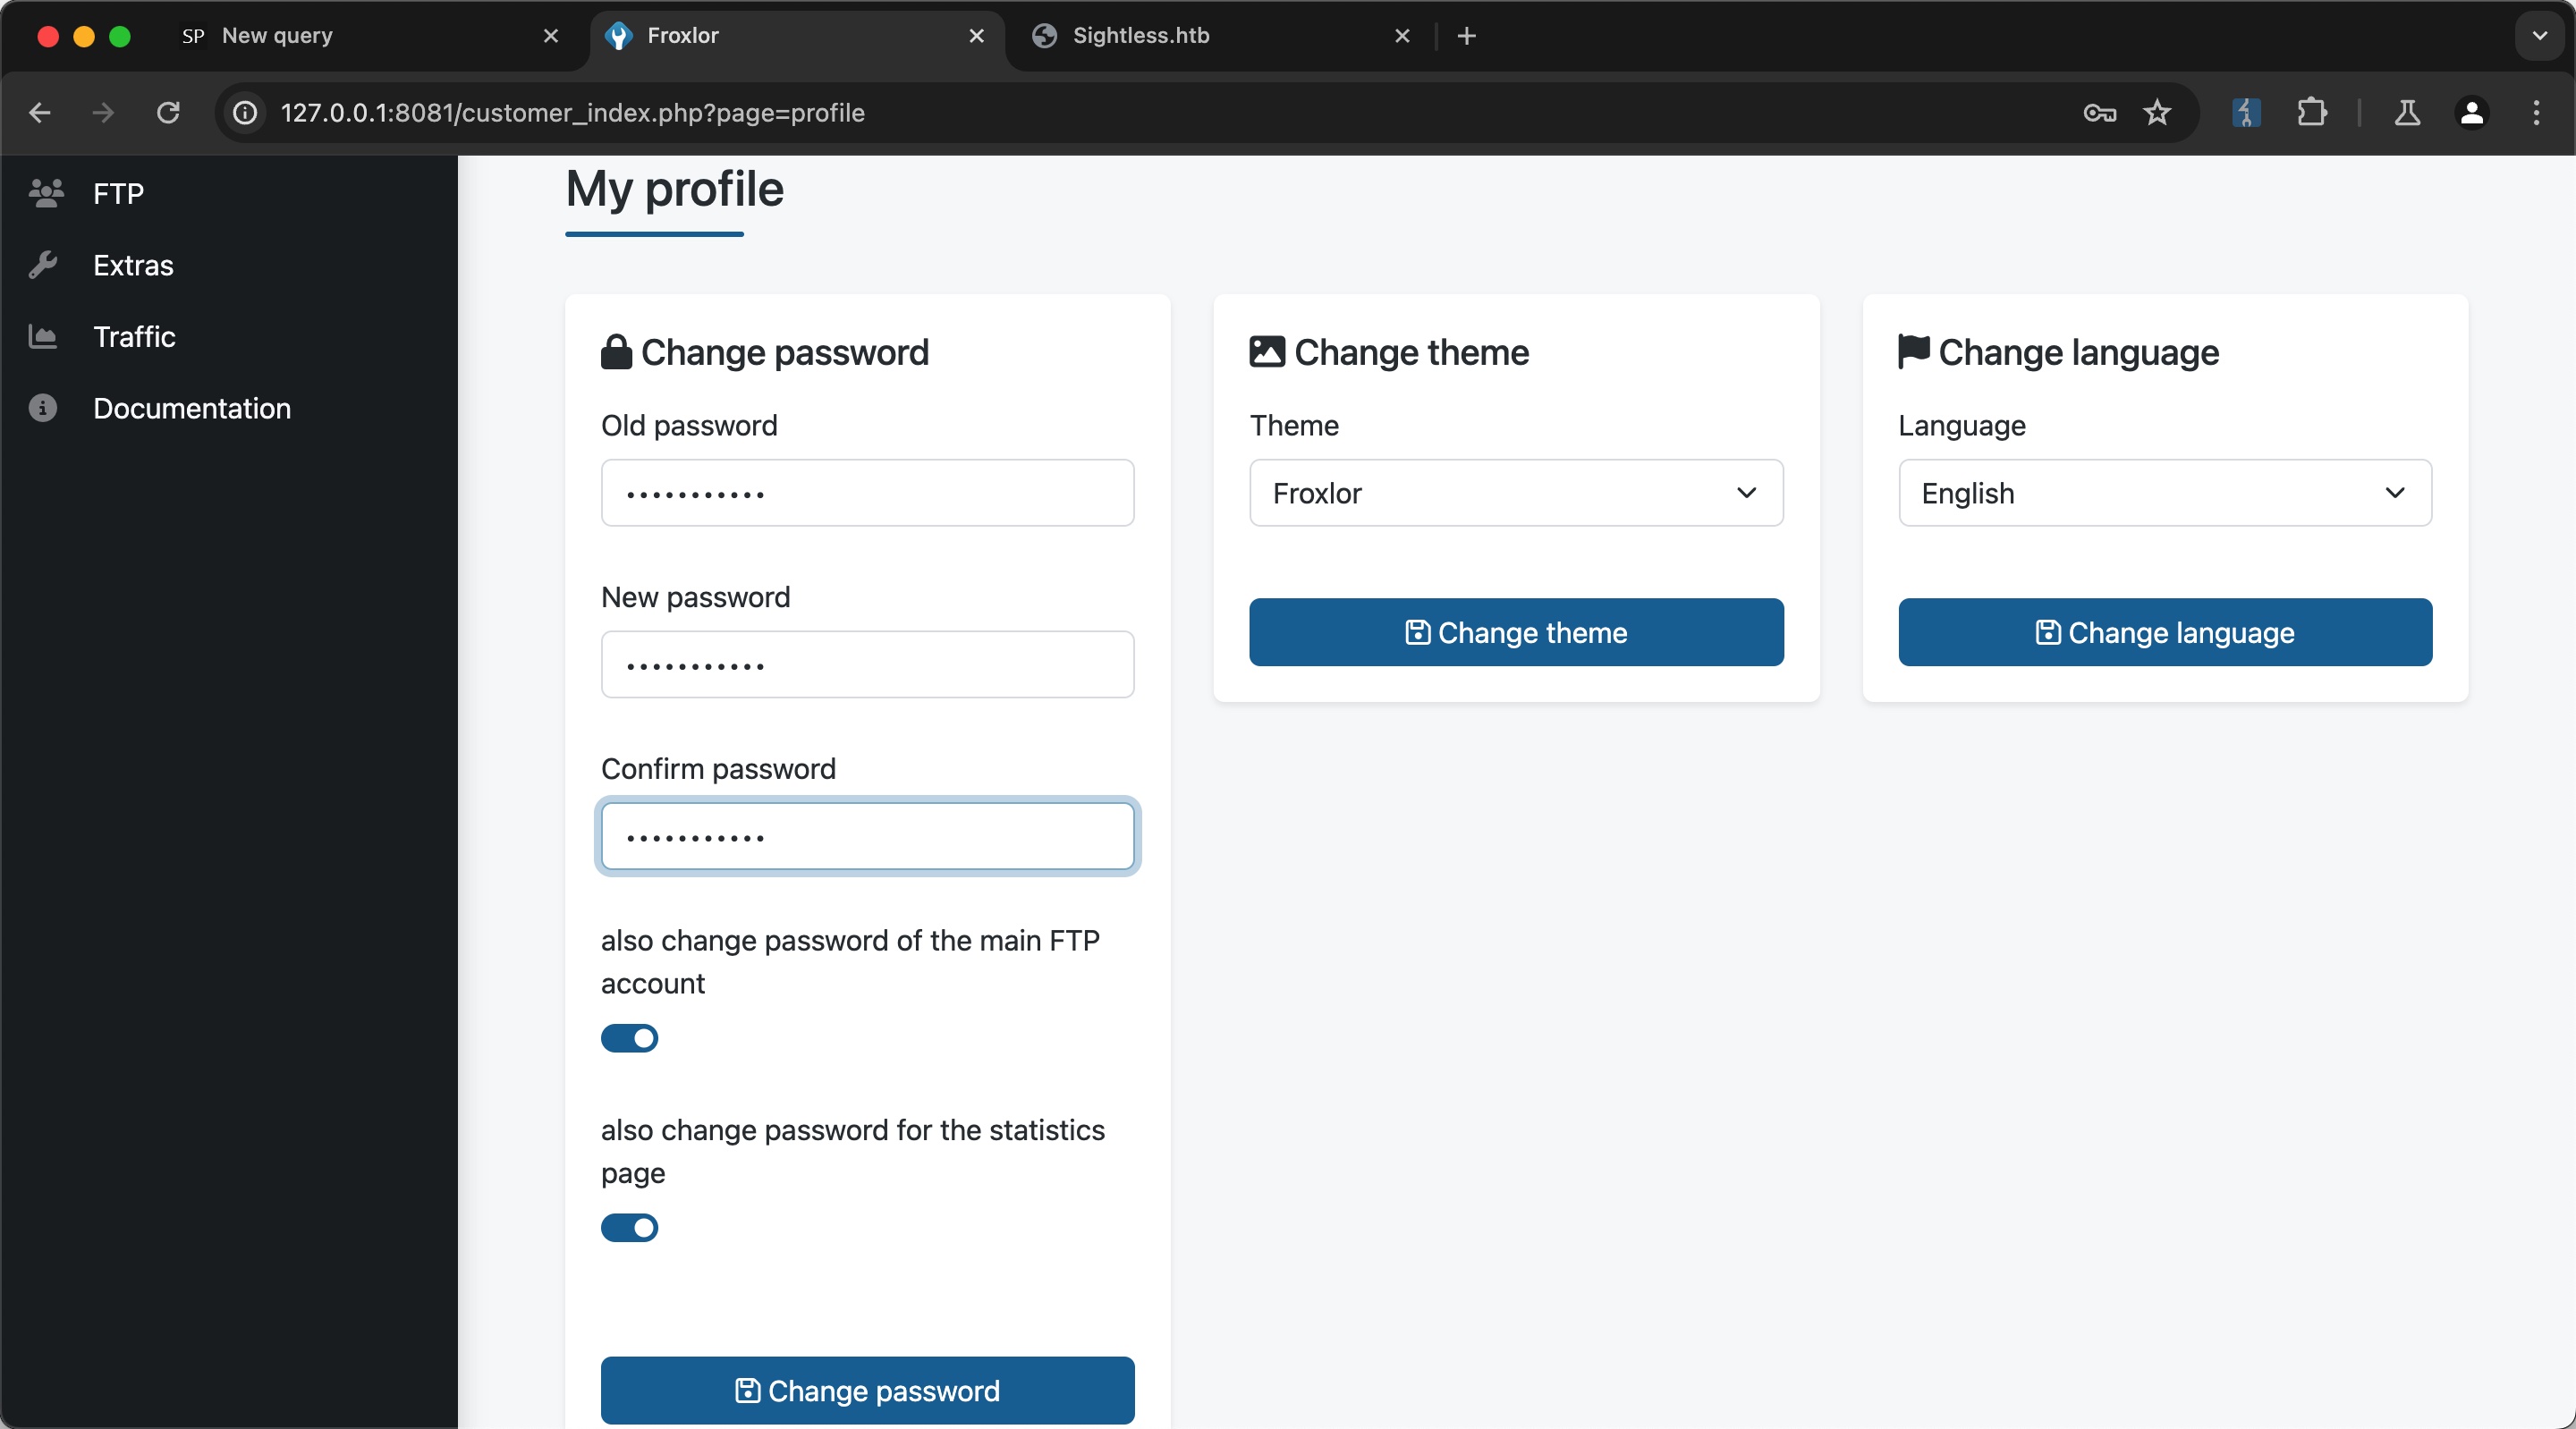 SP New query
Froxlor
Sightless.htb
127.0.0.1:8081/customer_index.php?page=profile
FTP
Extras
Traffic
Documentation
My profile
Change password
Old password
•••••••••••
New password
•••••••••••
Confirm password
•••••••••••
also change password of the main FTP
account
also change password for the statistics
page
Change password
Change theme
Theme
Froxlor
Change theme
Change language
Language
English
Change language